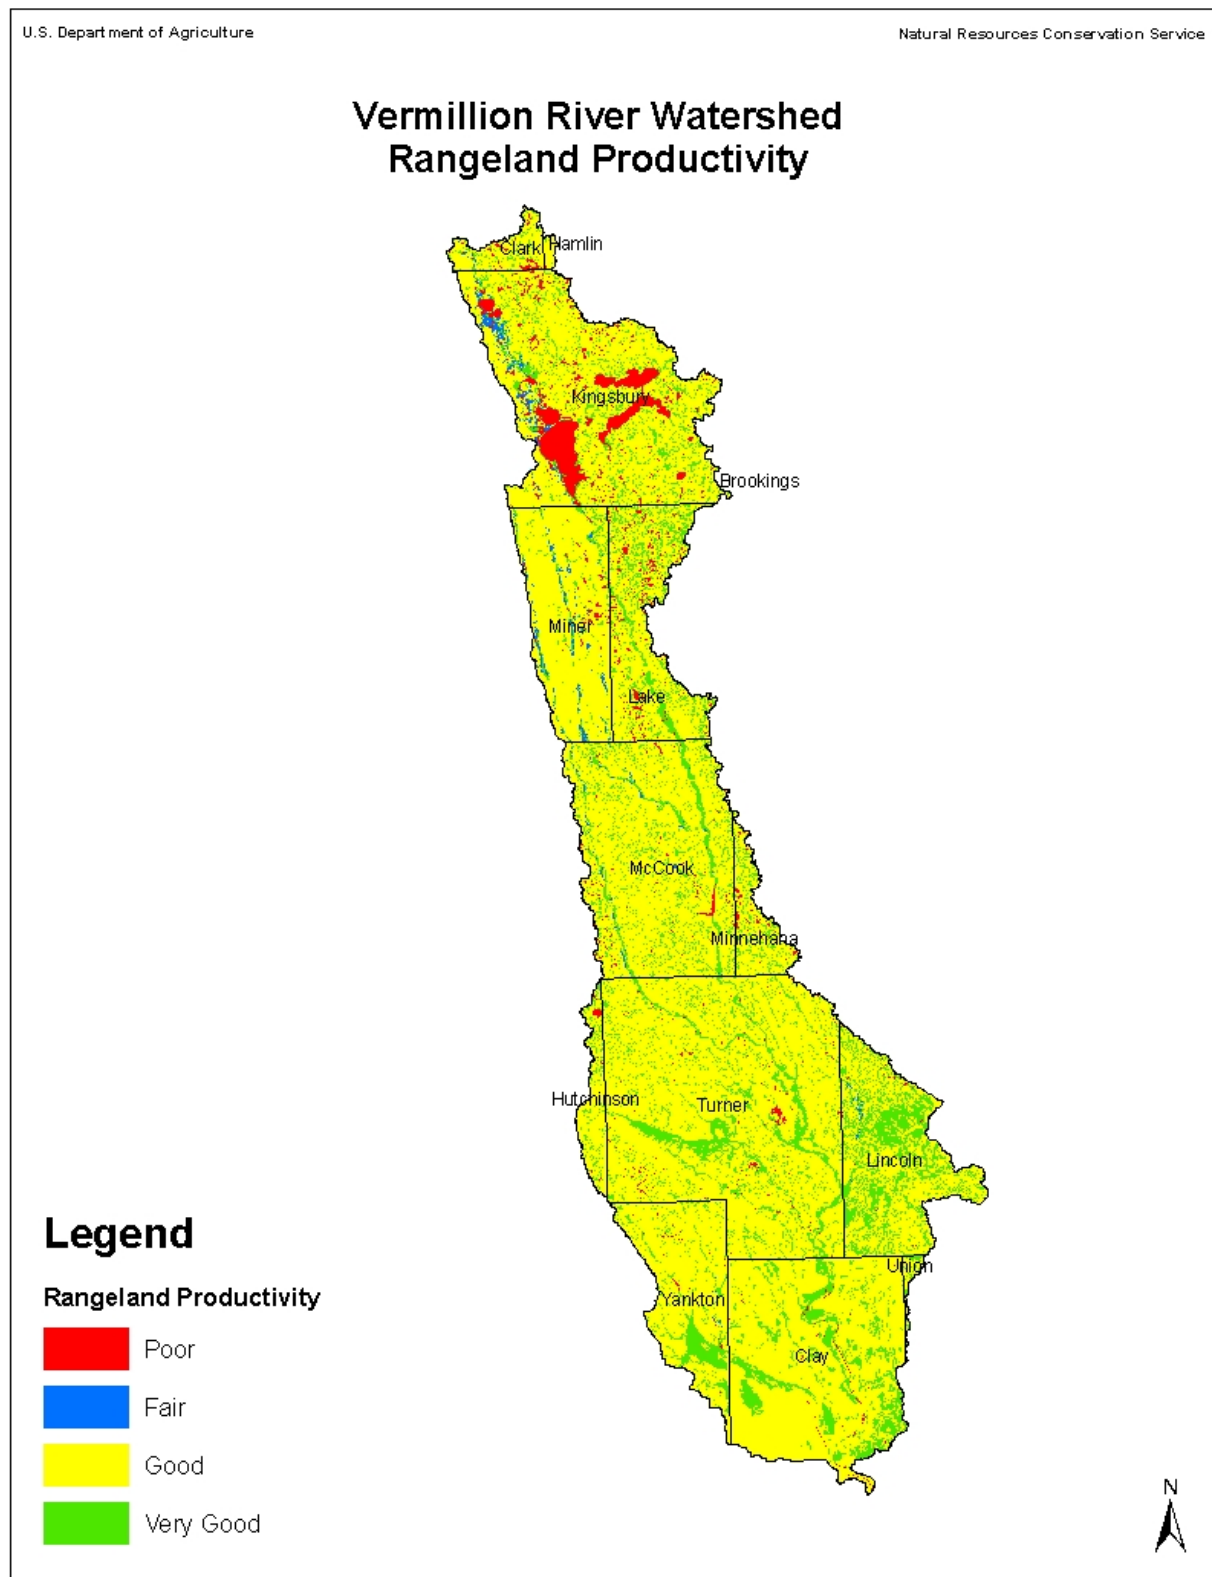 U.S. Department of Agriculture
Natural Resources Conservation Service
Vermillion River Watershed
Rangeland Productivity
Clark
Hamlin
Kingsbury
Brookings
Miner
Lake
McCook
Minnehaha
Hutchinson
Turner
Lincoln
Union
Yankton
Clay
Legend
Rangeland Productivity
Poor
Fair
Good
Very Good
N